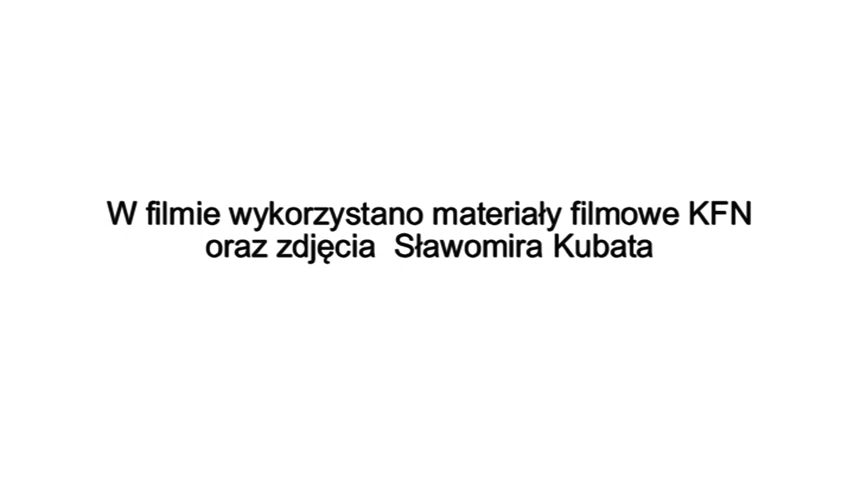 W filmie wykorzystano materiały filmowe KFN
oraz zdjęcia  Sławomira Kubata